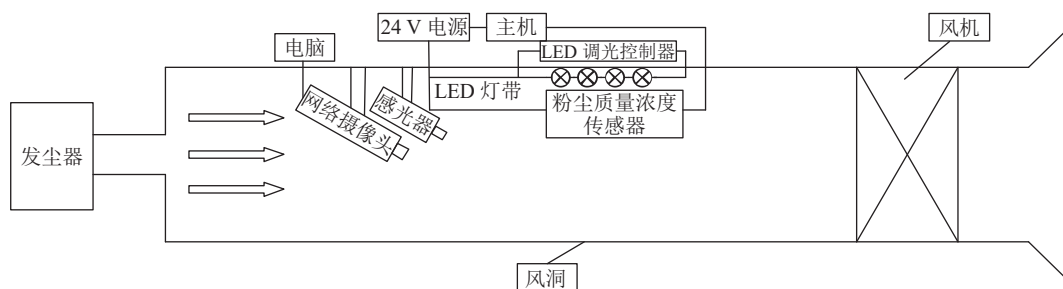 24 V 电源
主机
风机
电脑
LED 调光控制器
LED 灯带
网络摄像头
感光器
粉尘质量浓度
传感器
发尘器
风洞